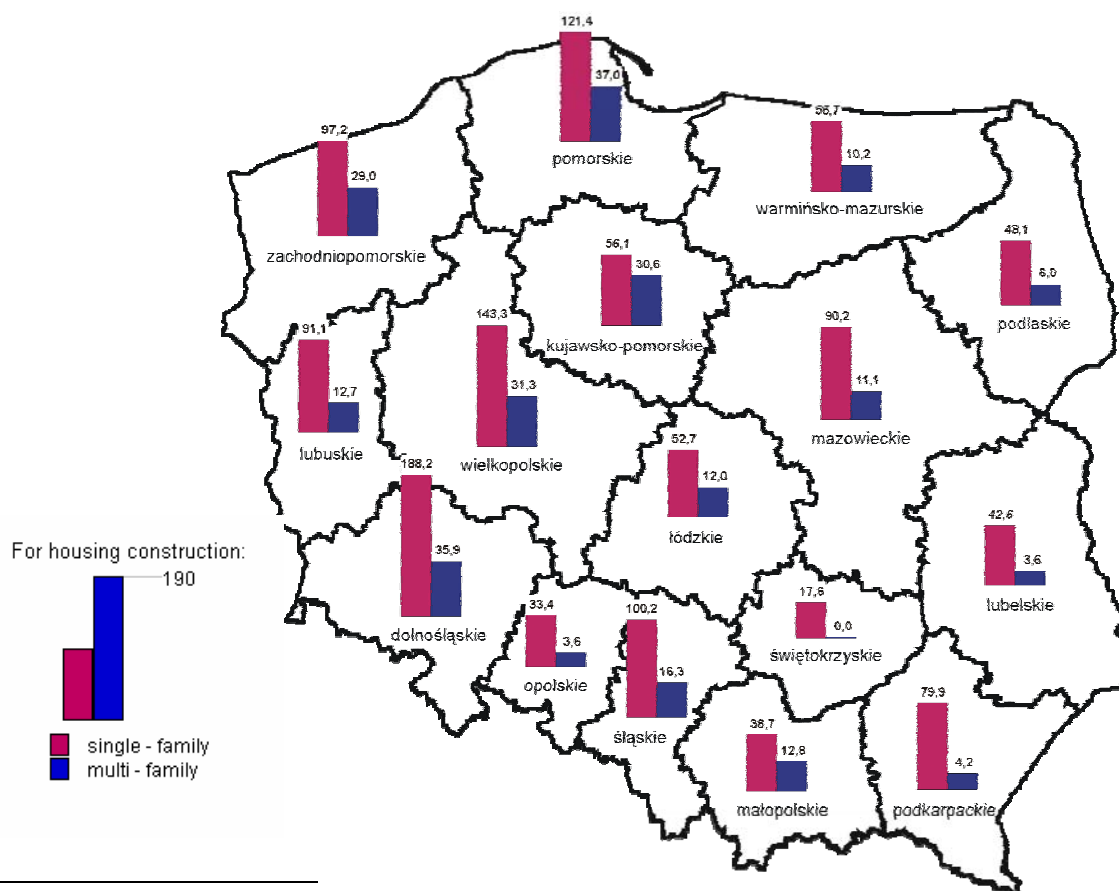 121,4
37,0
pomorskie
97,2
29,0
zachodniopomorskie
56,7
10,2
warmińsko-mazurskie
56,1
30,6
kujawsko-pomorskie
48,1
6,0
podlaskie
91,1
12,7
lubuskie
143,3
31,3
wielkopolskie
90,2
11,1
mazowieckie
52,7
12,0
łódzkie
188,2
35,9
dolnośląskie
42,6
3,6
lubelskie
33,4
3,6
opolskie
100,2
16,3
śląskie
17,6
0,0
świętokrzyskie
38,7
12,8
małopolskie
79,9
4,2
podkarpackie
For housing construction:
190
single - family
multi - family